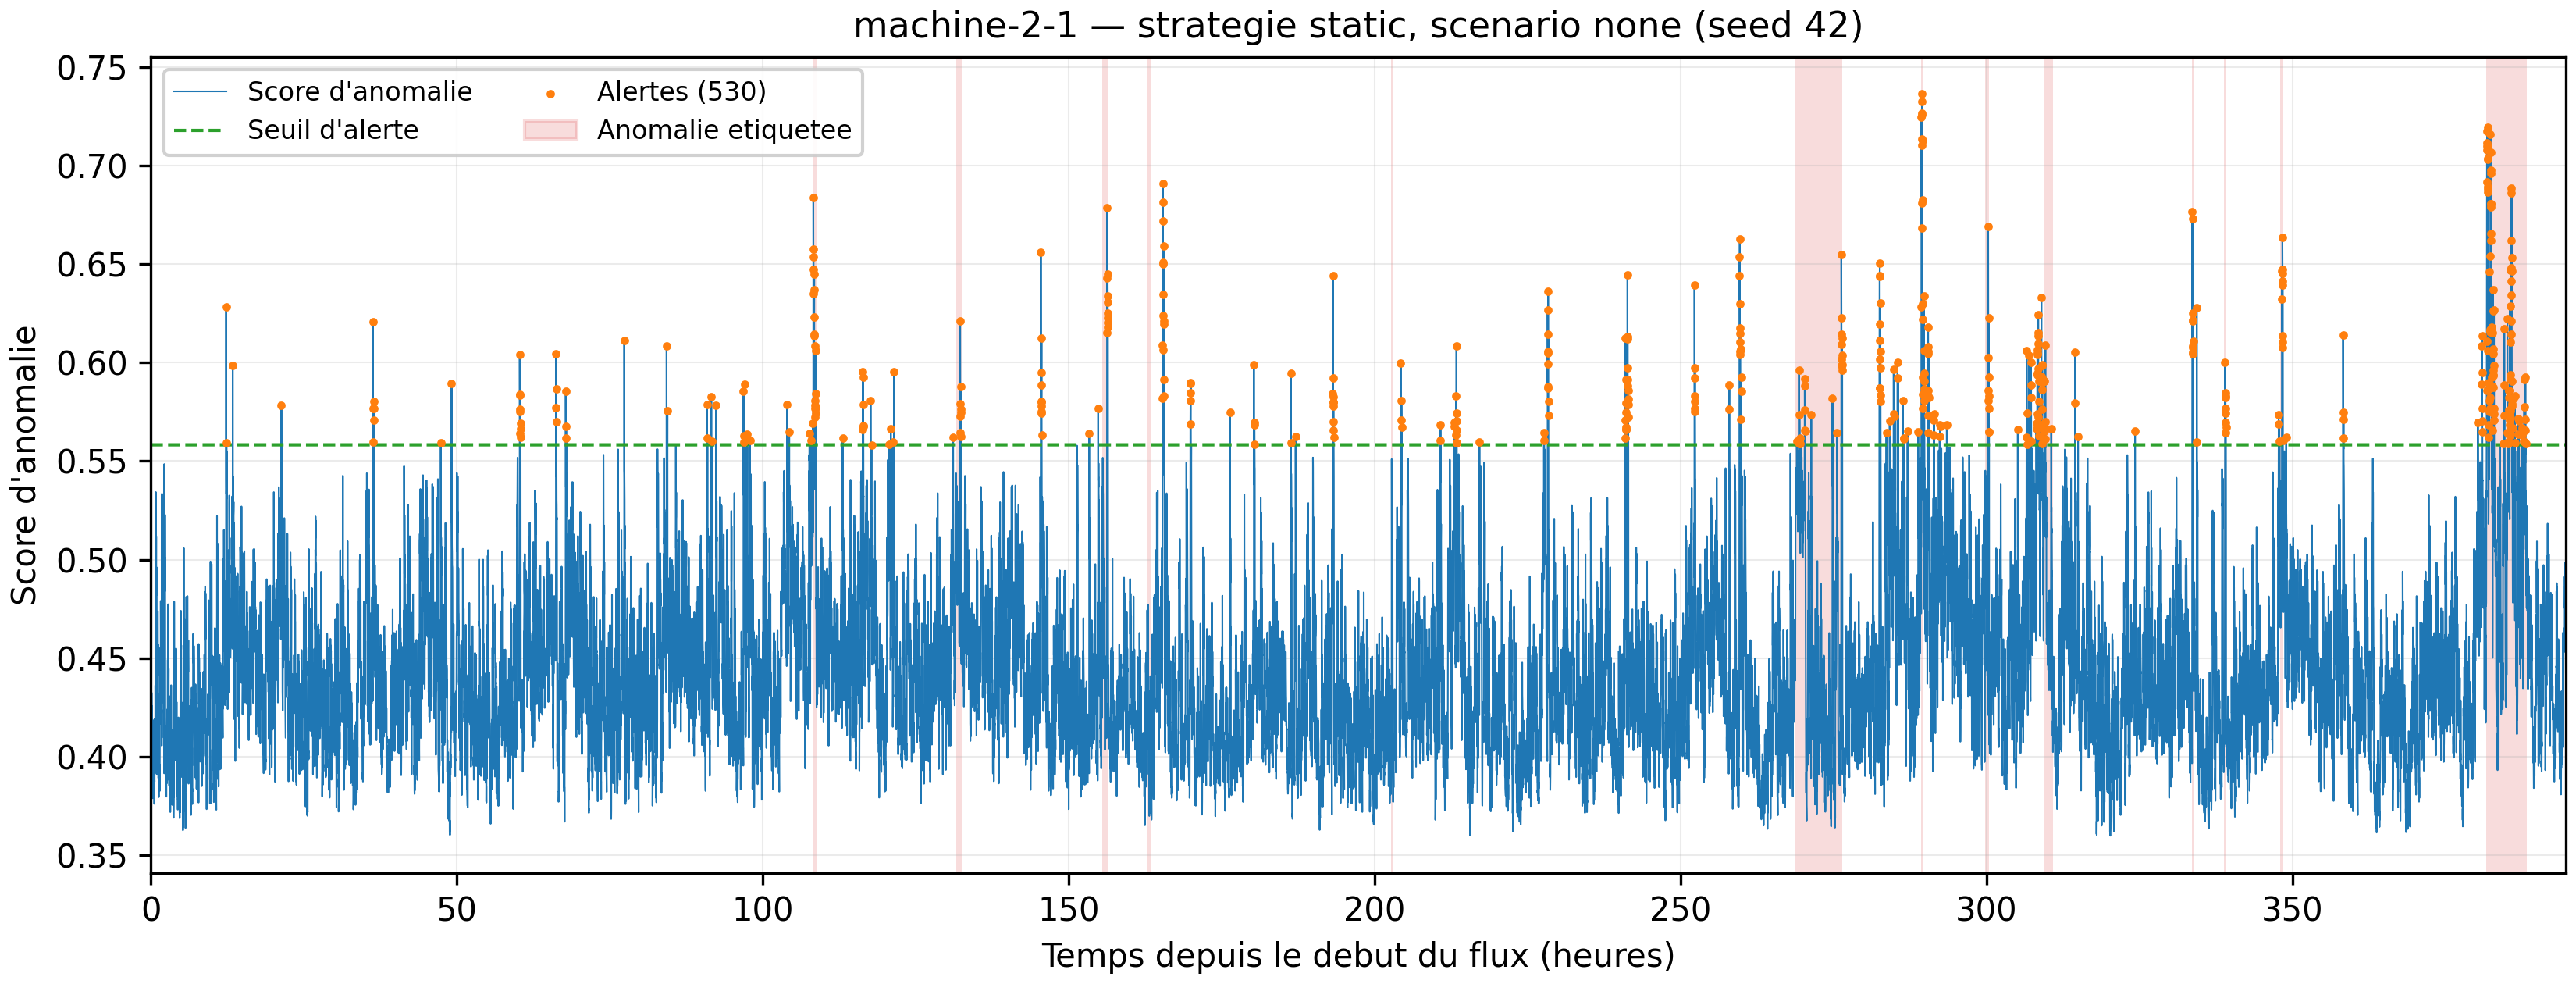 machine-2-1 — strategie static, scenario none (seed 42)
Score d'anomalie
Seuil d'alerte
Alertes (530)
Anomalie etiquetee
0.75
0.70
0.65
0.60
0.55
0.50
0.45
0.40
0.35
Score d'anomalie
0 50 100 150 200 250 300 350
Temps depuis le debut du flux (heures)